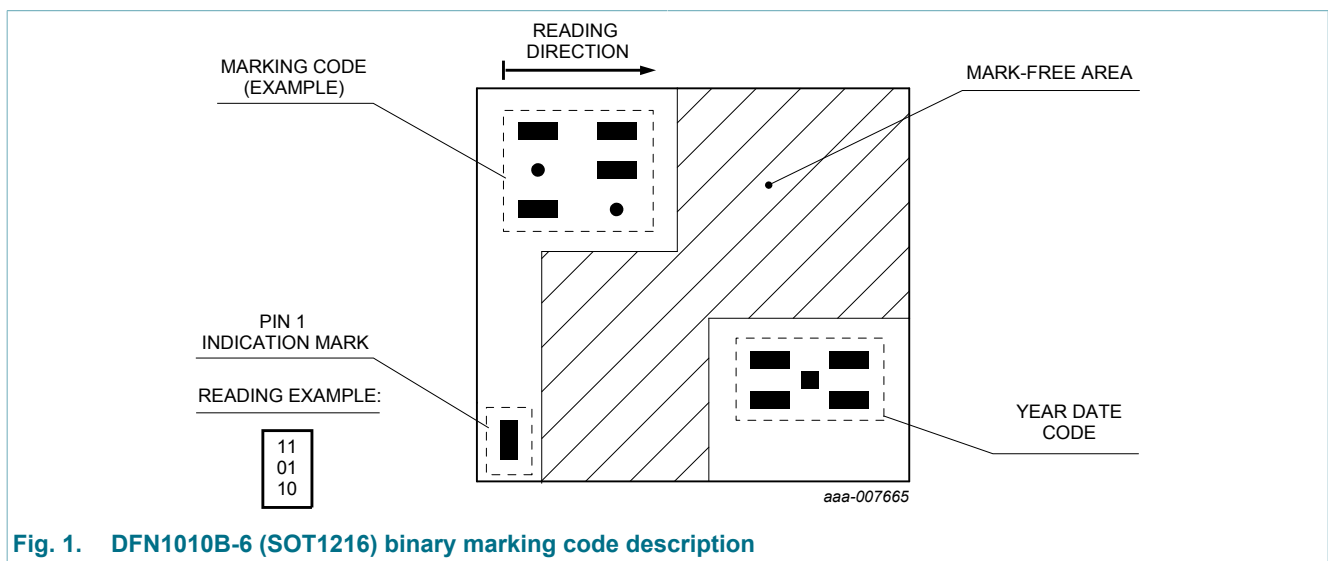 READING
DIRECTION
MARKING CODE
(EXAMPLE)
MARK-FREE AREA
PIN 1
INDICATION MARK
READING EXAMPLE:
11
01
10
YEAR DATE
CODE
aaa-007665
Fig. 1. DFN1010B-6 (SOT1216) binary marking code description